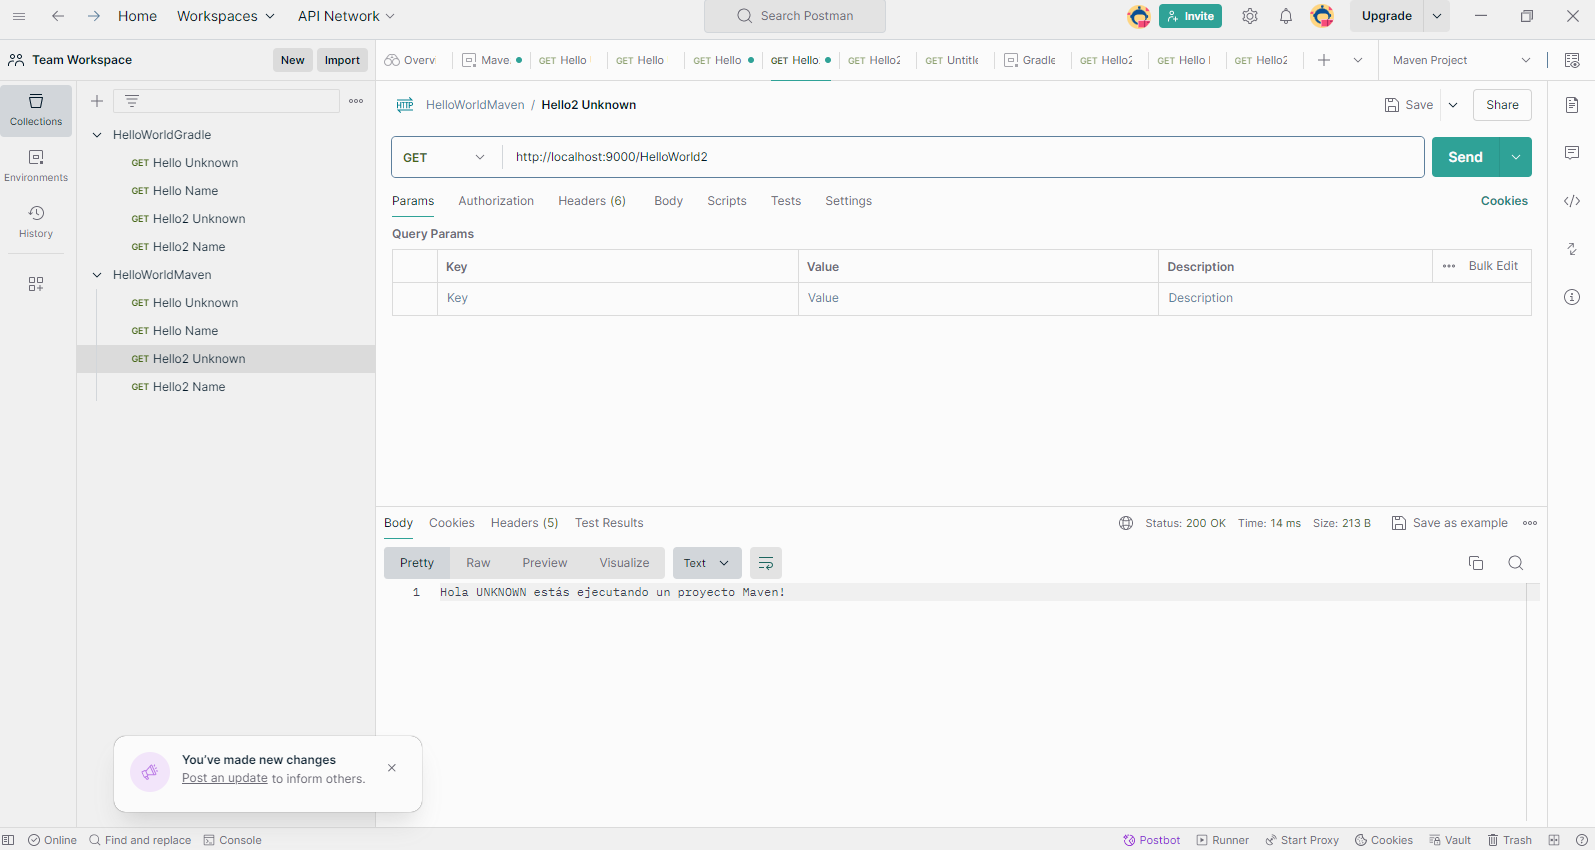 Home Workspaces API Network Search Postman Invite Upgrade
Team Workspace New Import
Overvi Mave GET Hello GET Hello GET Hello GET Hello GET Hello2 GET Untitle Gradle GET Hello2 GET Hello GET Hello2 Maven Project
Collections
Environments
History
HelloWorldGradle
GET Hello Unknown
GET Hello Name
GET Hello2 Unknown
GET Hello2 Name
HelloWorldMaven
GET Hello Unknown
GET Hello Name
GET Hello2 Unknown
GET Hello2 Name
HTTP HelloWorldMaven / Hello2 Unknown Save Share
GET http://localhost:9000/HelloWorld2 Send
Params Authorization Headers (6) Body Scripts Tests Settings Cookies
Query Params
Key Value Description Bulk Edit
Key Value Description
Body Cookies Headers (5) Test Results Status: 200 OK Time: 14 ms Size: 213 B Save as example
Pretty Raw Preview Visualize Text
1 Hola UNKNOWN estás ejecutando un proyecto Maven!
You've made new changes
Post an update to inform others.
Online Find and replace Console Postbot Runner Start Proxy Cookies Vault Trash